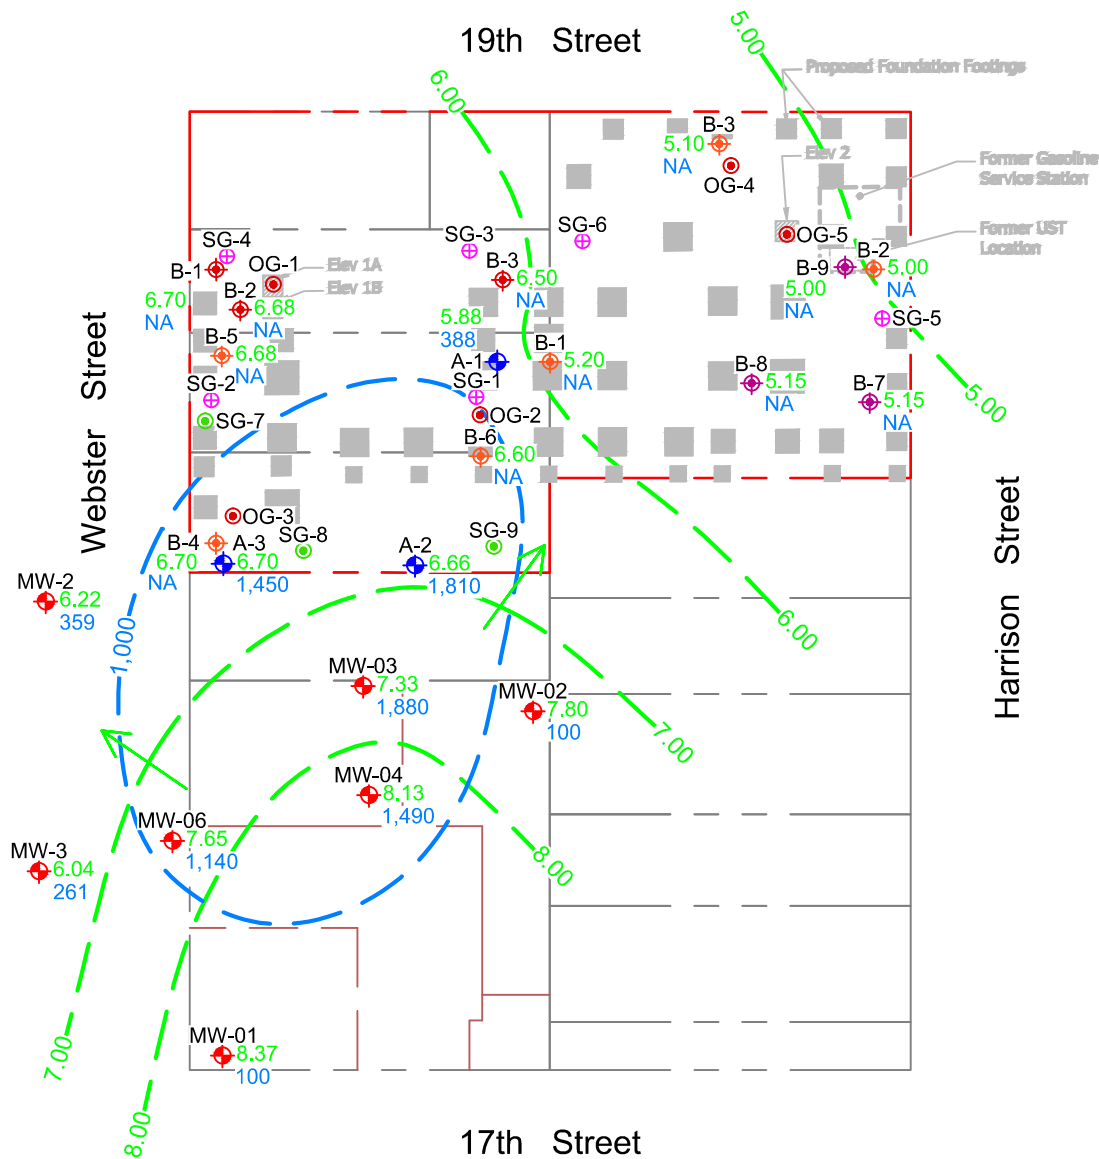 19th Street
5.00
6.00
Proposed Foundation Footings
B-3
5.10
NA
OG-4
Elev 2
Former Gasoline
Service Station
SG-4
SG-3
SG-6
OG-5
Former UST
Location
B-1
OG-1
Elev 1A
Elev 1B
B-3
6.50
NA
B-9
B-2
5.00
NA
5.00
NA
6.70
NA
B-2
6.68
NA
5.88
388
SG-5
B-5
6.68
NA
A-1
B-1
5.20
NA
B-8
5.15
NA
B-7
5.15
NA
5.00
SG-2
SG-1
SG-7
OG-2
B-6
6.60
NA
Webster Street
Harrison Street
OG-3
SG-8
SG-9
B-4
A-3
6.70
NA
6.70
1,450
A-2
6.66
1,810
MW-2
6.22
359
1,000
6.00
MW-03
7.33
1,880
MW-02
7.80
100
7.00
MW-04
8.13
1,490
MW-06
7.65
1,140
8.00
MW-3
6.04
261
MW-01
8.37
100
7.00
8.00
17th Street